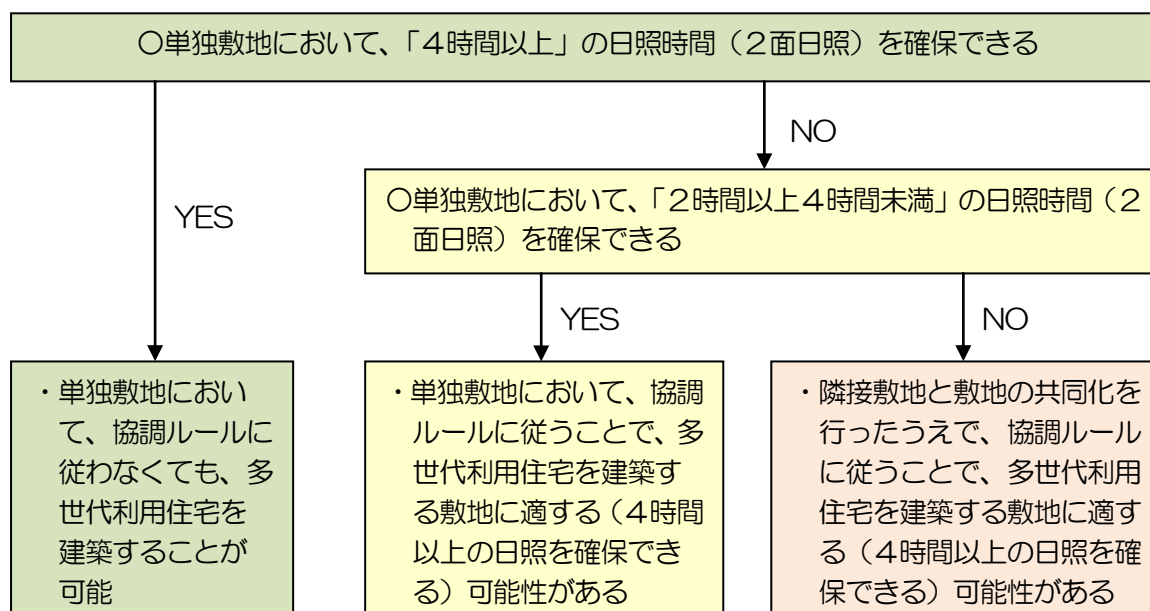 ○単独敷地において、「４時間以上」の日照時間（２面日照）を確保できる
NO
○単独敷地において、「２時間以上４時間未満」の日照時間（２
面日照）を確保できる
YES
YES
NO
・単独敷地におい
て、協調ルールに
従わなくても、多
世代利用住宅を
建築することが
可能
・単独敷地において、協調
ルールに従うことで、多
世代利用住宅を建築す
る敷地に適する（４時間
以上の日照を確保でき
る）可能性がある
・隣接敷地と敷地の共同化を
行ったうえで、協調ルール
に従うことで、多世代利用
住宅を建築する敷地に適す
る（４時間以上の日照を確
保できる）可能性がある